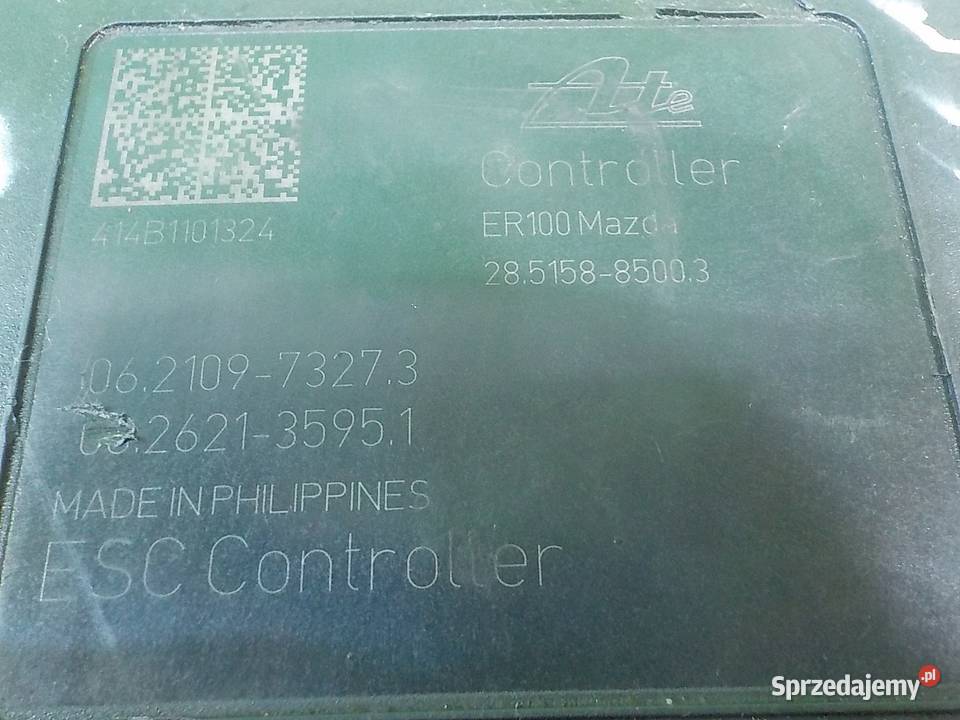 Ate
Controller
ER100 Mazda
28.5158-8500.3
414B1101324
06.2109-7327.3
.2621-3595.1
MADE IN PHILIPPINES
ESC Controller
Sprzedajemy.pl